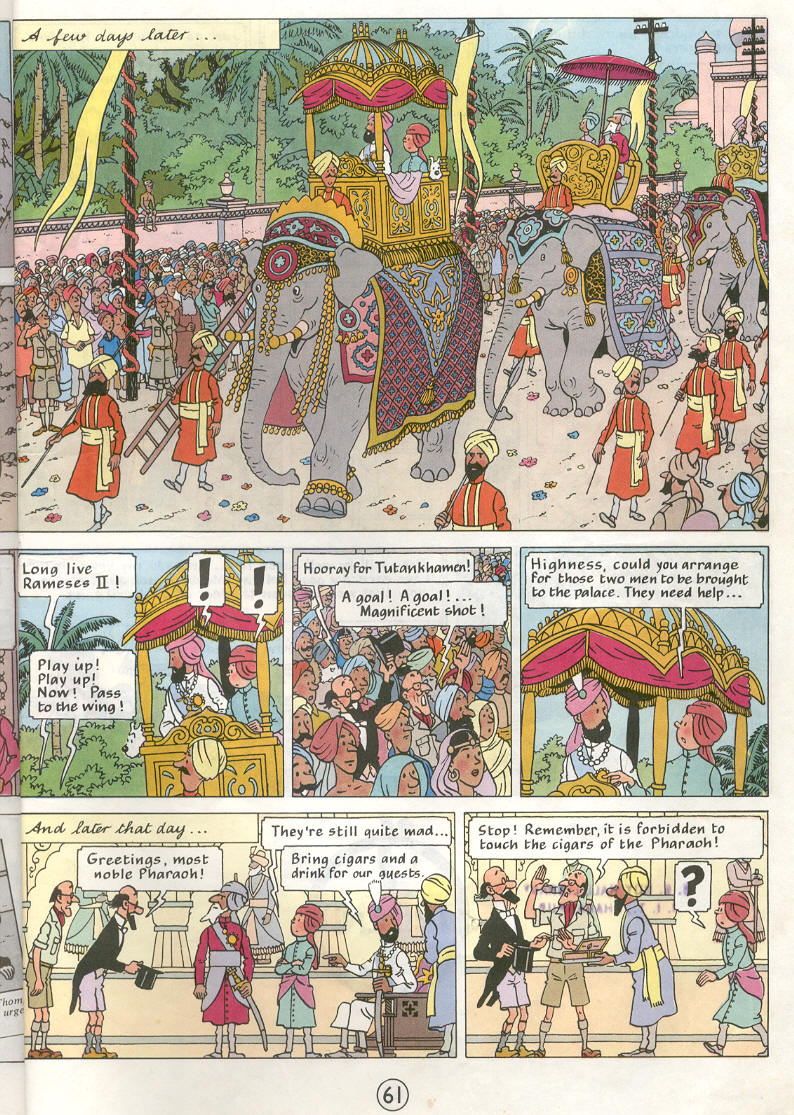 A few days later ...
Long live
Rameses II !
!
!
Play up!
Play up!
Now! Pass
to the wing!
Hooray for Tutankhamen!
A goal! A goal! ...
Magnificent shot!
Highness, could you arrange
for those two men to be brought
to the palace. They need help...
And later that day ...
They're still quite mad...
Greetings, most
noble Pharaoh!
Bring cigars and a
drink for our guests.
Stop! Remember, it is forbidden to
touch the cigars of the Pharaoh!
?
Thom
urge
61